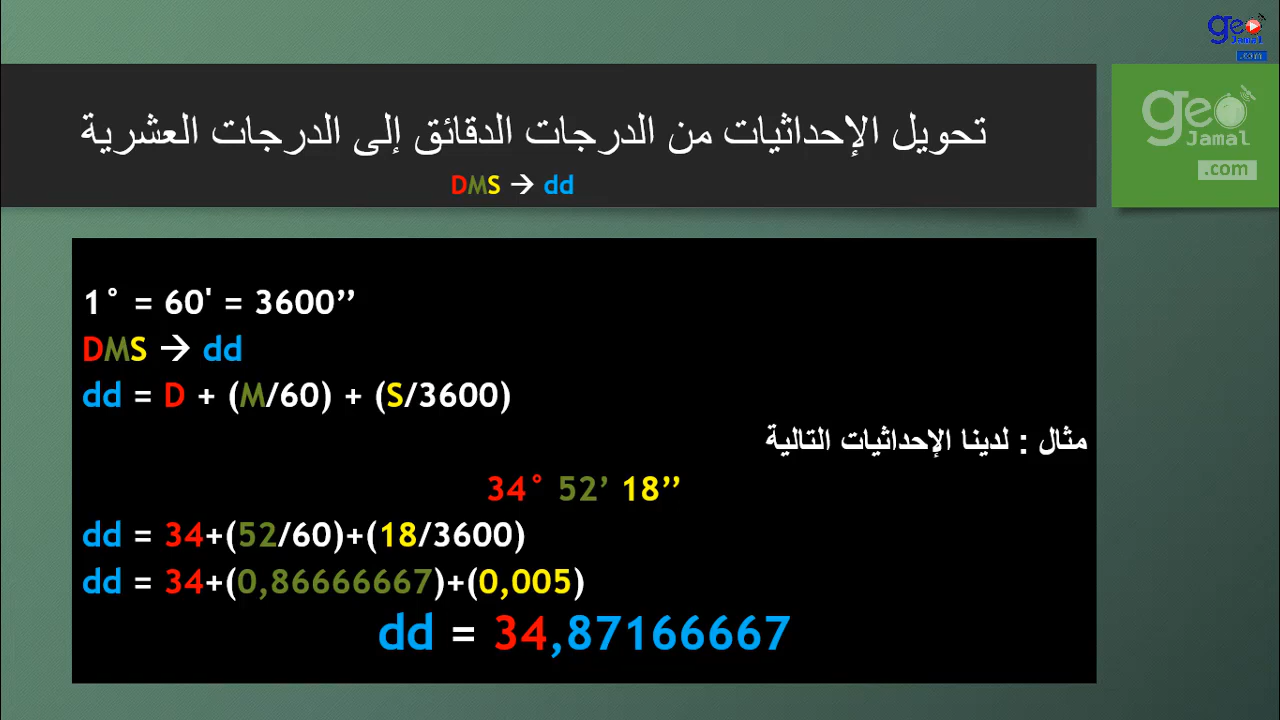 geo
Jamal
.com
تحويل الإحداثيات من الدرجات الدقائق إلى الدرجات العشرية
DMS → dd
geo
Jamal
.com
1° = 60' = 3600’’
DMS → dd
dd = D + (M/60) + (S/3600)
مثال : لدينا الإحداثيات التالية
34° 52’ 18’’
dd = 34+(52/60)+(18/3600)
dd = 34+(0,86666667)+(0,005)
dd = 34,87166667